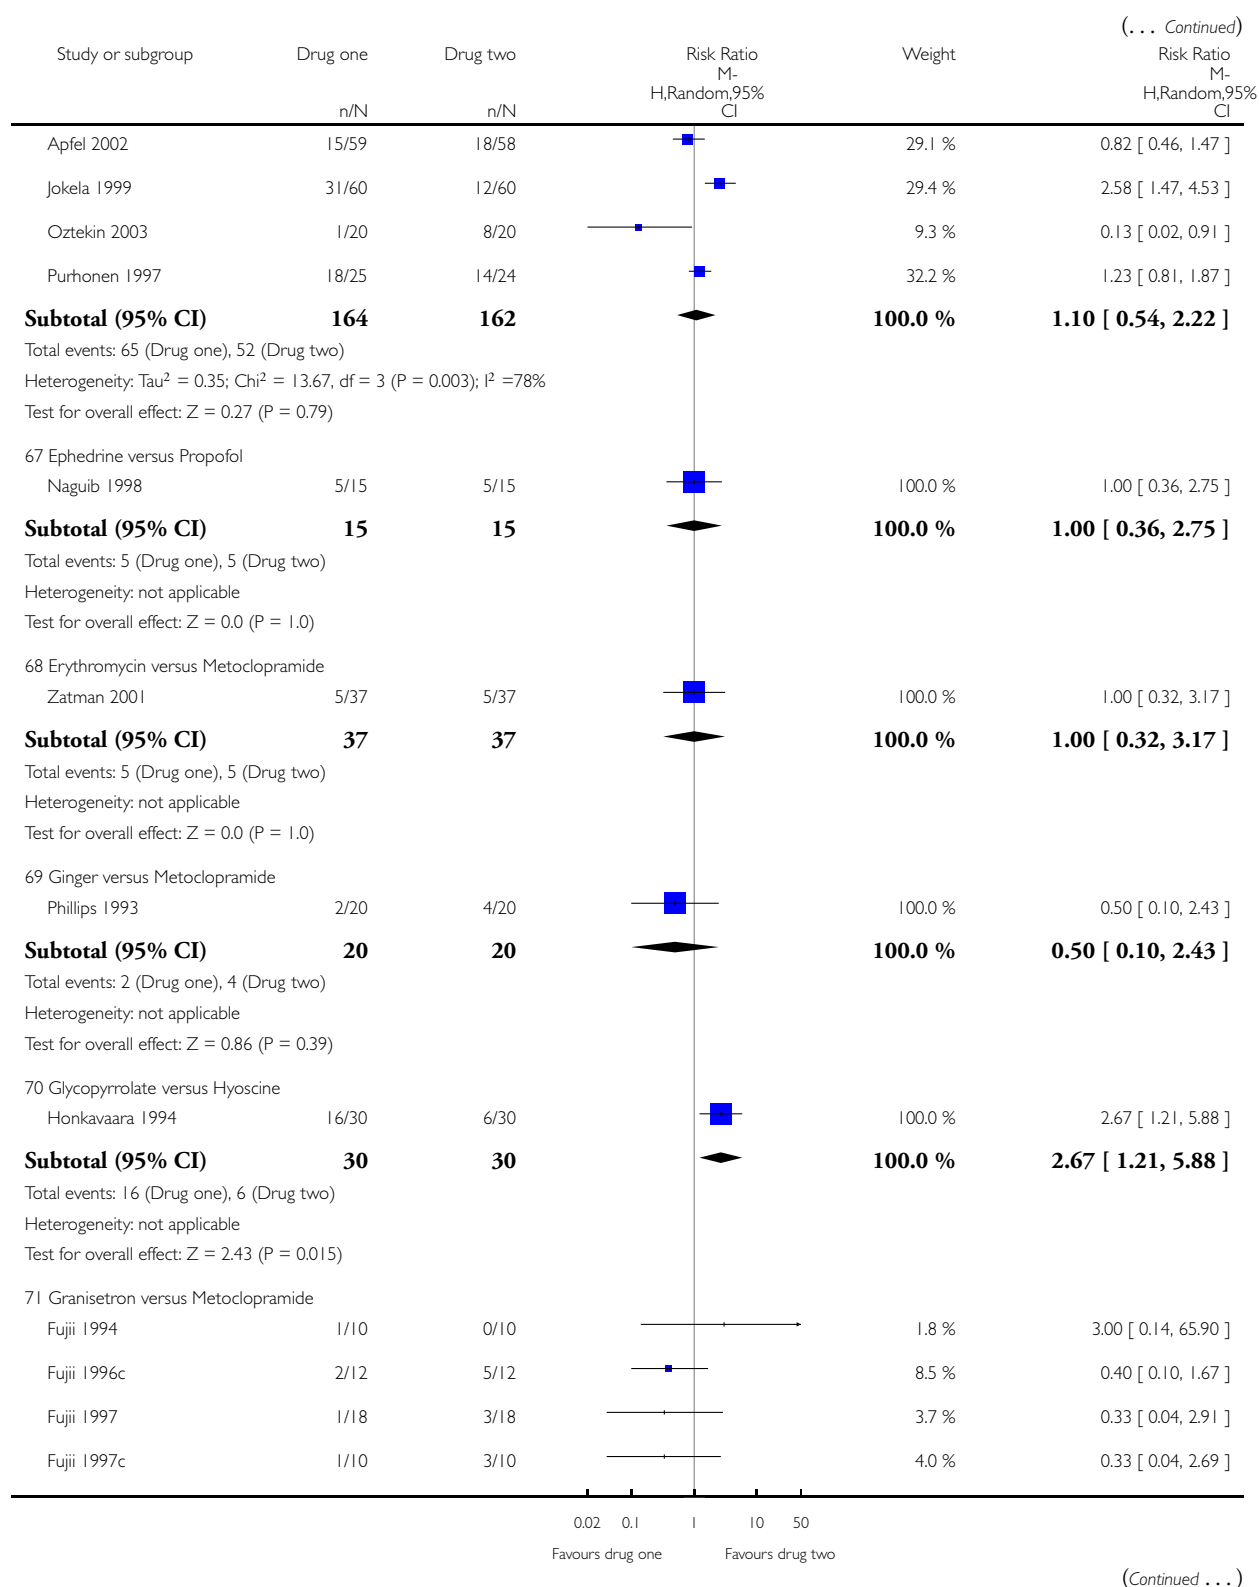 (... Continued)
Study or subgroup Drug one Drug two Risk Ratio Weight Risk Ratio
M- M-
H,Random,95% H,Random,95%
n/N n/N CI CI
Apfel 2002 15/59 18/58 29.1 % 0.82 [ 0.46, 1.47 ]
Jokela 1999 31/60 12/60 29.4 % 2.58 [ 1.47, 4.53 ]
Oztekin 2003 1/20 8/20 9.3 % 0.13 [ 0.02, 0.91 ]
Purhonen 1997 18/25 14/24 32.2 % 1.23 [ 0.81, 1.87 ]
Subtotal (95% CI) 164 162 100.0 % 1.10 [ 0.54, 2.22 ]
Total events: 65 (Drug one), 52 (Drug two)
Heterogeneity: Tau² = 0.35; Chi² = 13.67, df = 3 (P = 0.003); I² =78%
Test for overall effect: Z = 0.27 (P = 0.79)
67 Ephedrine versus Propofol
Naguib 1998 5/15 5/15 100.0 % 1.00 [ 0.36, 2.75 ]
Subtotal (95% CI) 15 15 100.0 % 1.00 [ 0.36, 2.75 ]
Total events: 5 (Drug one), 5 (Drug two)
Heterogeneity: not applicable
Test for overall effect: Z = 0.0 (P = 1.0)
68 Erythromycin versus Metoclopramide
Zatman 2001 5/37 5/37 100.0 % 1.00 [ 0.32, 3.17 ]
Subtotal (95% CI) 37 37 100.0 % 1.00 [ 0.32, 3.17 ]
Total events: 5 (Drug one), 5 (Drug two)
Heterogeneity: not applicable
Test for overall effect: Z = 0.0 (P = 1.0)
69 Ginger versus Metoclopramide
Phillips 1993 2/20 4/20 100.0 % 0.50 [ 0.10, 2.43 ]
Subtotal (95% CI) 20 20 100.0 % 0.50 [ 0.10, 2.43 ]
Total events: 2 (Drug one), 4 (Drug two)
Heterogeneity: not applicable
Test for overall effect: Z = 0.86 (P = 0.39)
70 Glycopyrrolate versus Hyoscine
Honkavaara 1994 16/30 6/30 100.0 % 2.67 [ 1.21, 5.88 ]
Subtotal (95% CI) 30 30 100.0 % 2.67 [ 1.21, 5.88 ]
Total events: 16 (Drug one), 6 (Drug two)
Heterogeneity: not applicable
Test for overall effect: Z = 2.43 (P = 0.015)
71 Granisetron versus Metoclopramide
Fujii 1994 1/10 0/10 1.8 % 3.00 [ 0.14, 65.90 ]
Fujii 1996c 2/12 5/12 8.5 % 0.40 [ 0.10, 1.67 ]
Fujii 1997 1/18 3/18 3.7 % 0.33 [ 0.04, 2.91 ]
Fujii 1997c 1/10 3/10 4.0 % 0.33 [ 0.04, 2.69 ]
0.02 0.1 1 10 50
Favours drug one Favours drug two
(Continued ...)